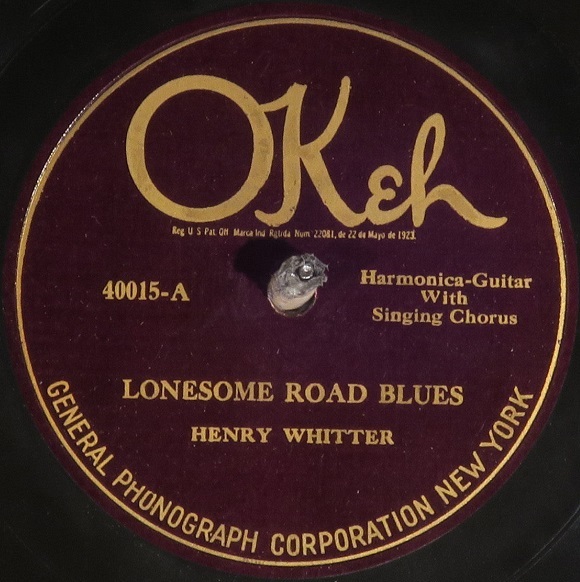 OKeh
Reg. U S Pat. Off. Marca Ind. Rgtrda. Num. 22081, de 22 de Mayo de 1923.
40015-A
Harmonica-Guitar
With
Singing Chorus
LONESOME ROAD BLUES
HENRY WHITTER
GENERAL PHONOGRAPH CORPORATION NEW YORK